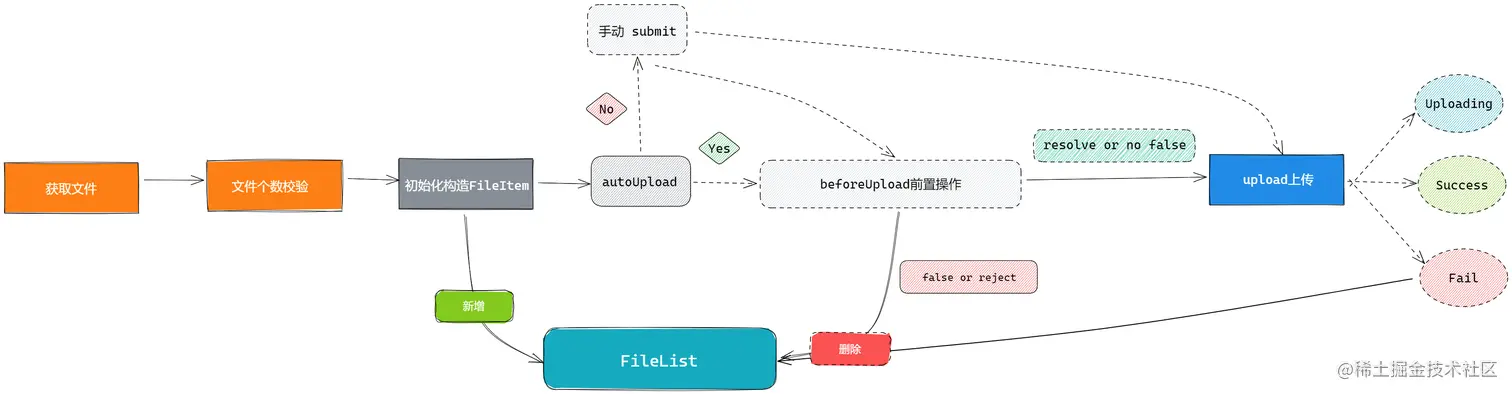 手动 submit
No
Yes
Uploading
resolve or no false
获取文件
文件个数校验
初始化构造FileItem
autoUpload
beforeUpload前置操作
upload上传
Success
false or reject
Fail
新增
FileList
删除
@稀土掘金技术社区